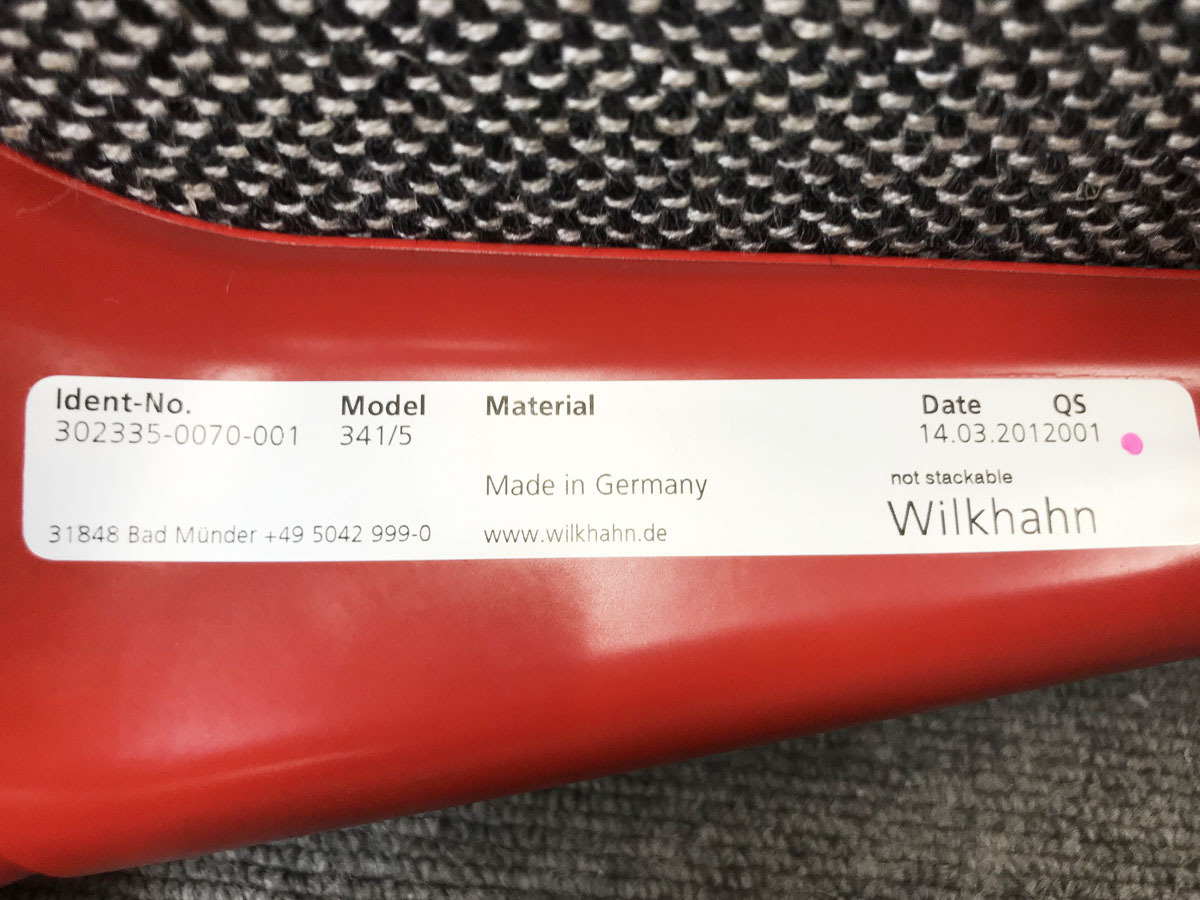 Ident-No. Model Material Date QS
302335-0070-001 341/5 14.03.2012001
Made in Germany not stackable
Wilkhahn
31848 Bad Münder +49 5042 999-0 www.wilkhahn.de